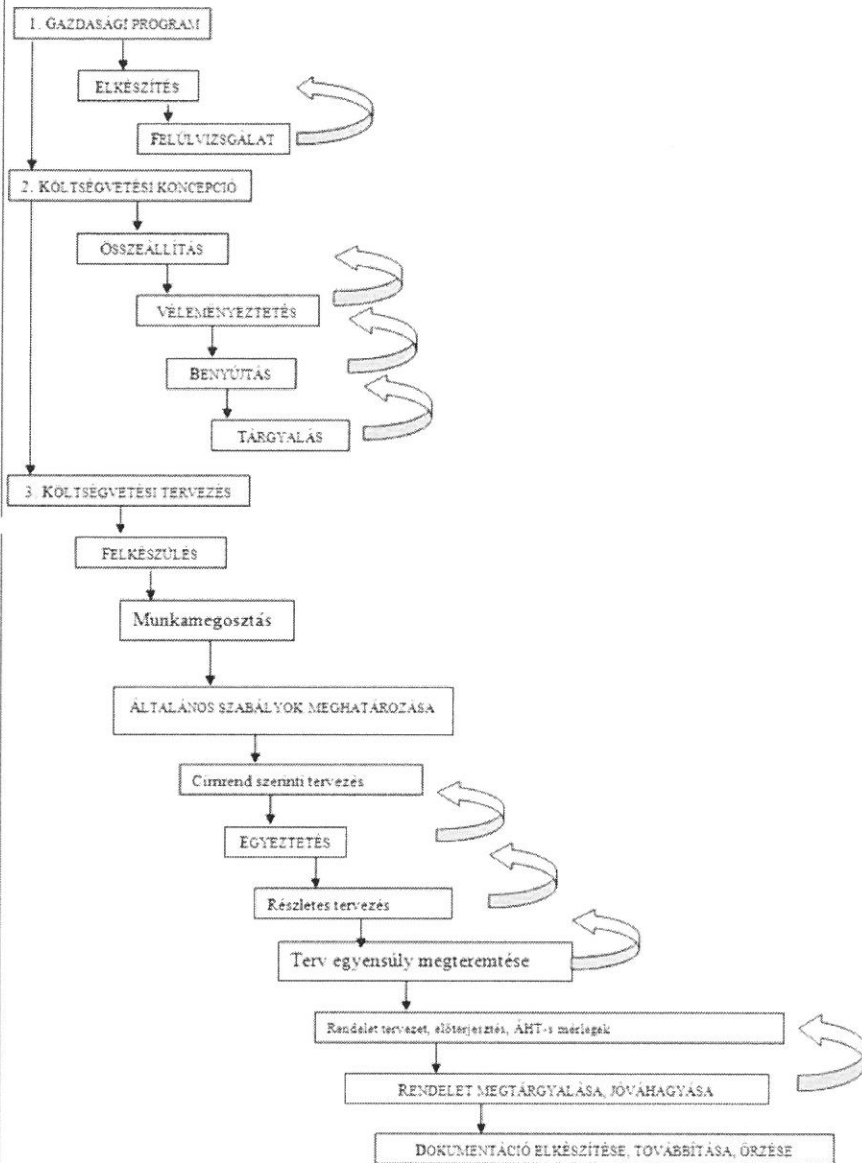 1. GAZDASÁGI PROGRAM
ELKÉSZÍTÉS
FELÜLVIZSGÁLAT
2. KÖLTSÉGVETÉSI KONCEPCIÓ
ÖSSZEÁLLÍTÁS
VÉLEMÉNYEZTETÉS
BENYÚJTÁS
TÁRGYALÁS
3. KÖLTSÉGVETÉSI TERVEZÉS
FELKÉSZÜLÉS
Munkamegosztás
ÁLTALÁNOS SZABÁLYOK MEGHATÁROZÁSA
Címrend szerinti tervezés
EGYEZTETÉS
Részletes tervezés
Terv egyensúly megteremtése
Rendelet tervezet, előterjesztés, ÁHT-s mérlegek
RENDELET MEGTÁRGYALÁSA, JÓVÁHAGYÁSA
DOKUMENTÁCIÓ ELKÉSZÍTÉSE, TOVÁBBÍTÁSA, ŐRZÉSE